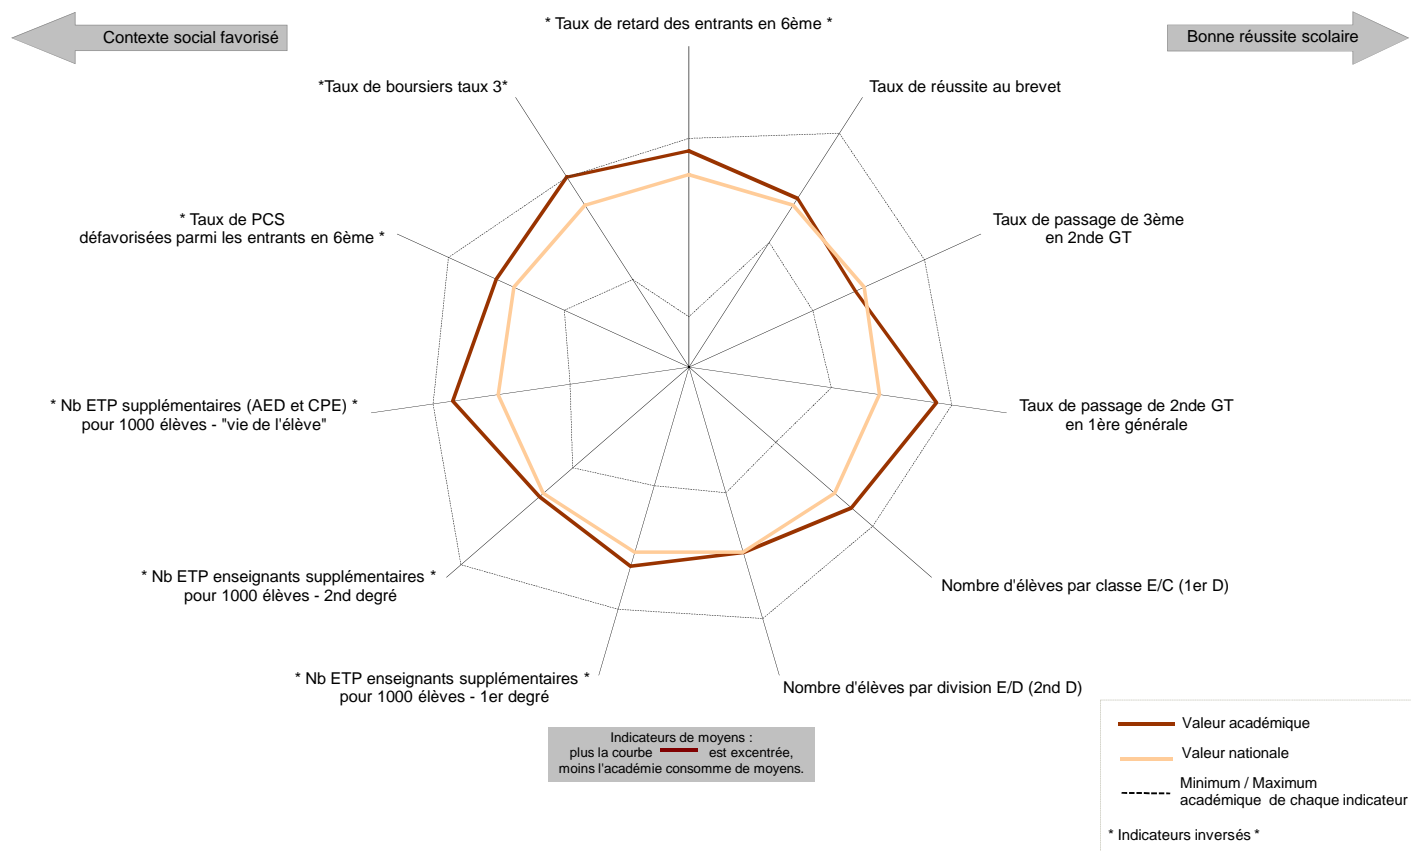 * Taux de retard des entrants en 6ème *
Contexte social favorisé
Bonne réussite scolaire
*Taux de boursiers taux 3*
Taux de réussite au brevet
* Taux de PCS
défavorisées parmi les entrants en 6ème *
Taux de passage de 3ème
en 2nde GT
* Nb ETP supplémentaires (AED et CPE) *
pour 1000 élèves - "vie de l'élève"
Taux de passage de 2nde GT
en 1ère générale
* Nb ETP enseignants supplémentaires *
pour 1000 élèves - 2nd degré
Nombre d'élèves par classe E/C (1er D)
* Nb ETP enseignants supplémentaires *
pour 1000 élèves - 1er degré
Nombre d'élèves par division E/D (2nd D)
Indicateurs de moyens :
plus la courbe est excentrée,
moins l'académie consomme de moyens.
Valeur académique
Valeur nationale
Minimum / Maximum
académique de chaque indicateur
* Indicateurs inversés *